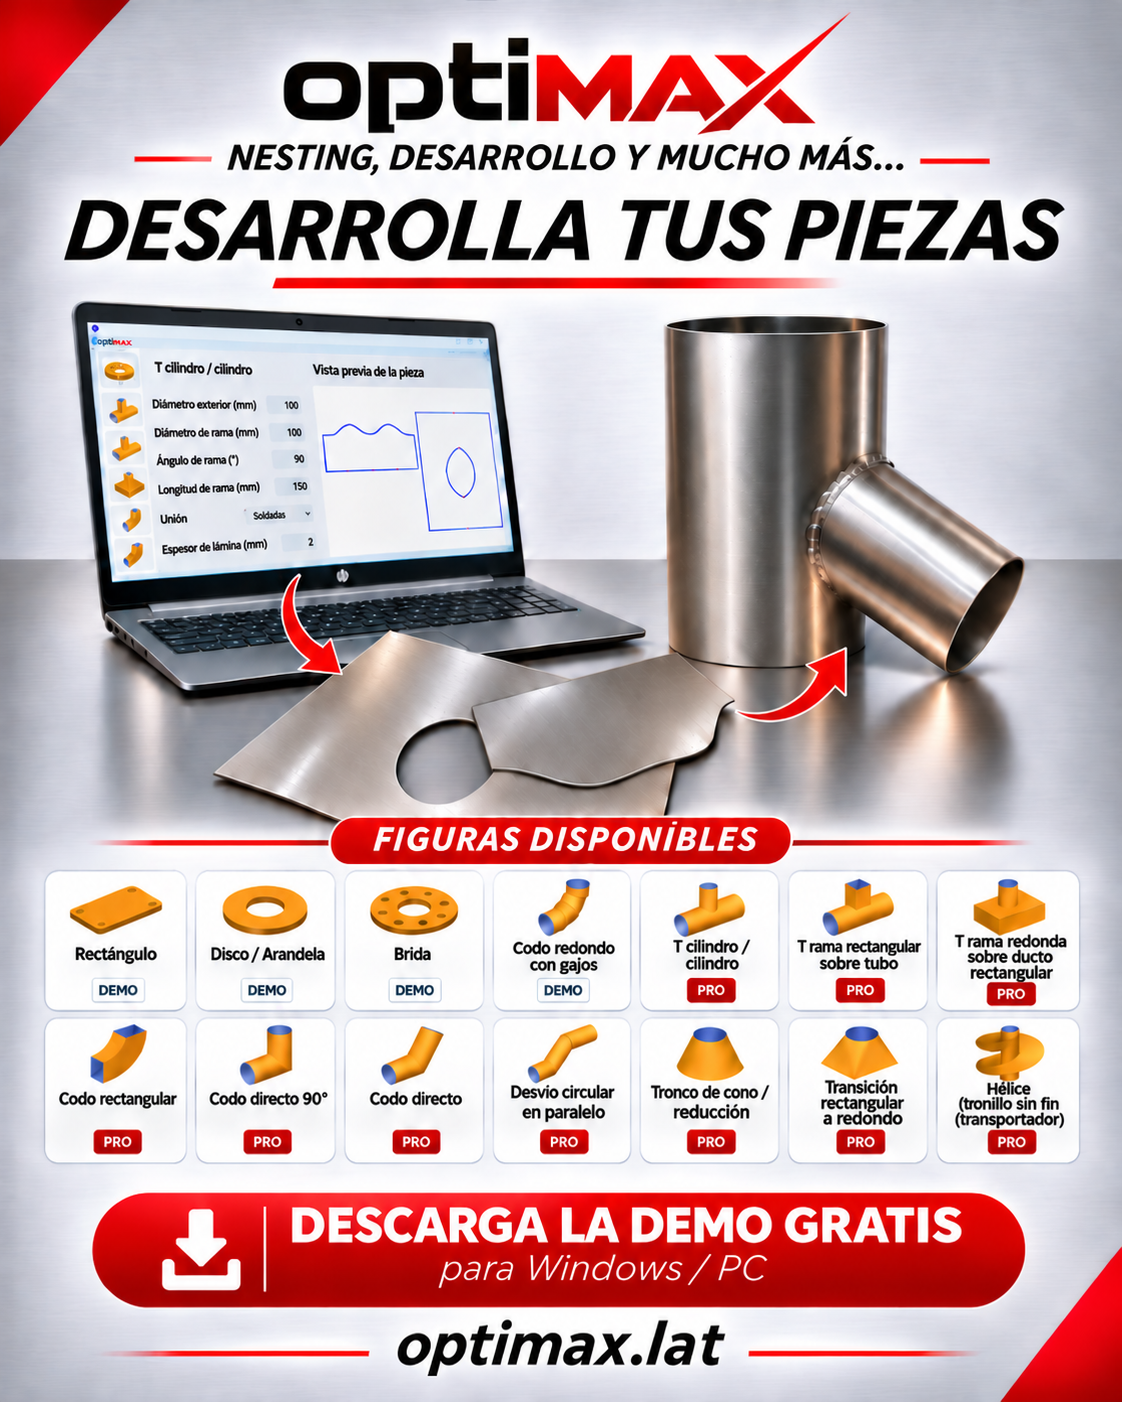 optiMAX
NESTING, DESARROLLO Y MUCHO MÁS...
DESARROLLA TUS PIEZAS
optiMAX
T cilindro / cilindro
Vista previa de la pieza
Diámetro exterior (mm) 100
Diámetro de rama (mm) 100
Ángulo de rama (°) 90
Longitud de rama (mm) 150
Unión Soldadas
Espesor de lámina (mm) 2
hp
FIGURAS DISPONİBLES
Rectángulo
DEMO
Disco / Arandela
DEMO
Brida
DEMO
Codo redondo
con gajos
DEMO
T cilindro /
cilindro
PRO
T rama rectangular
sobre tubo
PRO
T rama redonda
sobre ducto
rectangular
PRO
Codo rectangular
PRO
Codo directo 90°
PRO
Codo directo
PRO
Desvío circular
en paralelo
PRO
Tronco de cono /
reducción
PRO
Transición
rectangular
a redondo
PRO
Hélice
(tronillo sin fin
(transportador)
PRO
DESCARGA LA DEMO GRATIS
para Windows / PC
optimax.lat